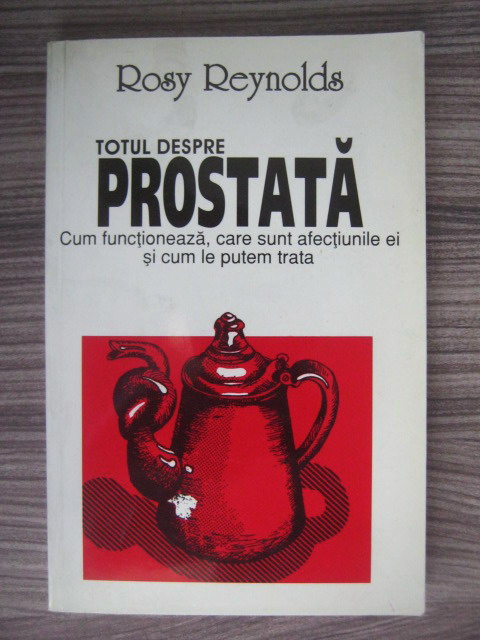 Rosy Reynolds
TOTUL DESPRE
PROSTATĂ
Cum funcționează, care sunt afecțiunile ei
și cum le putem trata